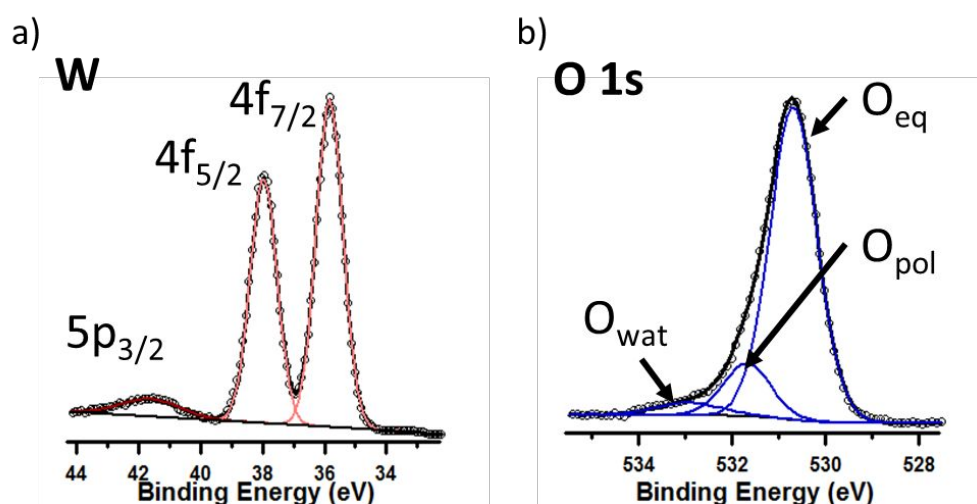 a)
W
4f7/2
4f5/2
5p3/2
44 42 40 38 36 34
Binding Energy (eV)
b)
O 1s
Oeq
Opol
Owat
534 532 530 528
Binding Energy (eV)